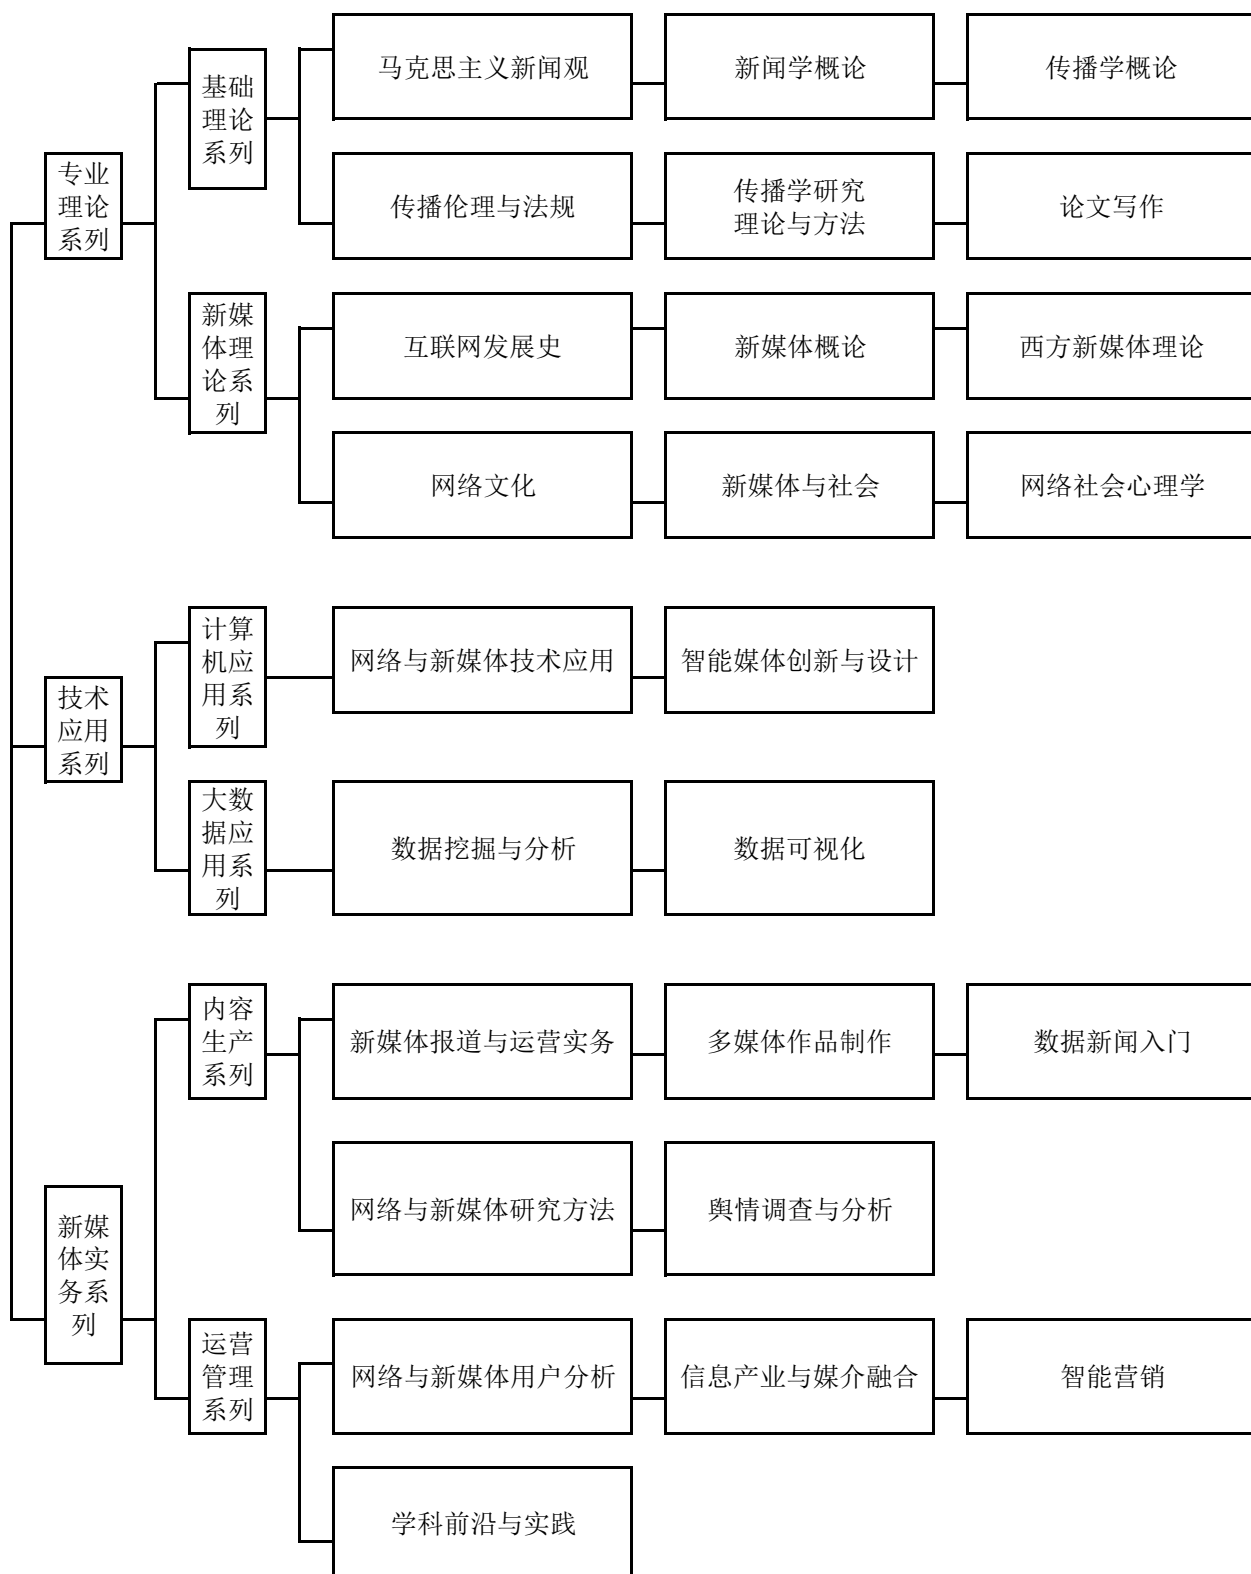 专业
理论
系列
基础
理论
系列
马克思主义新闻观
新闻学概论
传播学概论
传播伦理与法规
传播学研究
理论与方法
论文写作
新媒
体理
论系
列
互联网发展史
新媒体概论
西方新媒体理论
网络文化
新媒体与社会
网络社会心理学
技术
应用
系列
计算
机应
用系
列
网络与新媒体技术应用
智能媒体创新与设计
大数
据应
用系
列
数据挖掘与分析
数据可视化
新媒
体实
务系
列
内容
生产
系列
新媒体报道与运营实务
多媒体作品制作
数据新闻入门
网络与新媒体研究方法
舆情调查与分析
运营
管理
系列
网络与新媒体用户分析
信息产业与媒介融合
智能营销
学科前沿与实践